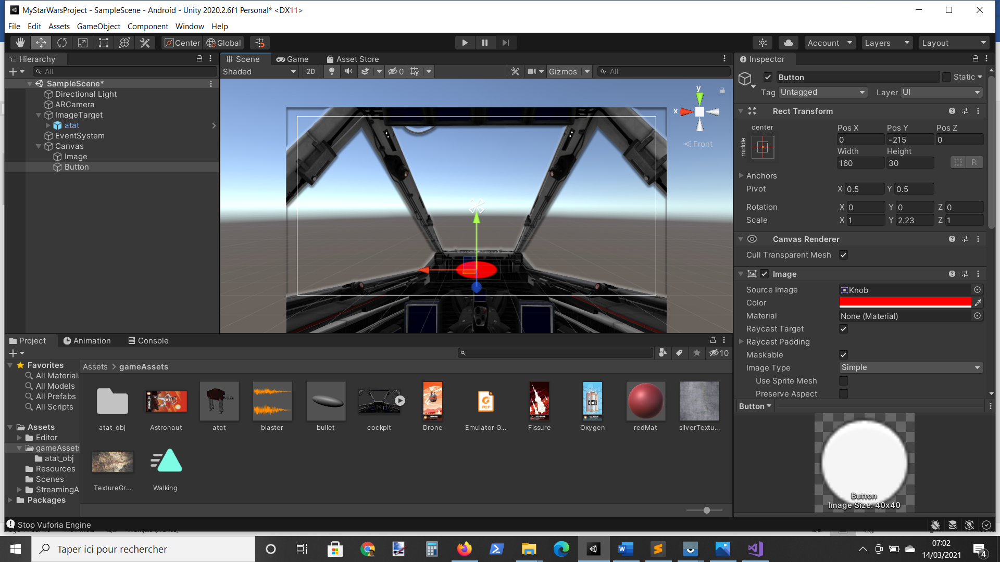 MyStarWarsProject - SampleScene - Android - Unity 2020.2.6f1 Personal* <DX11>
File Edit Assets GameObject Component Window Help
Center Global
Account Layers Layout
Hierarchy
All
SampleScene*
Directional Light
ARCamera
ImageTarget
atat
EventSystem
Canvas
Image
Button
Scene Game Asset Store
Shaded 2D 0 Gizmos All
y
x
Front
Inspector
Button Static
Tag Untagged Layer UI
Rect Transform
center
middle
Pos X Pos Y Pos Z
0 -215 0
Width Height
160 30
R
Anchors
Pivot X 0.5 Y 0.5
Rotation X 0 Y 0 Z 0
Scale X 1 Y 2.23 Z 1
Canvas Renderer
Cull Transparent Mesh
Image
Source Image Knob
Color
Material None (Material)
Raycast Target
Raycast Padding
Maskable
Image Type Simple
Use Sprite Mesh
Preserve Aspect
Button
Button
Image Size: 40x40
Project Animation Console
10
Favorites
All Materials
All Models
All Prefabs
All Scripts
Assets
Editor
gameAssets
atat_obj
Resources
Scenes
StreamingA
Packages
Assets > gameAssets
atat_obj Astronaut atat blaster bullet cockpit Drone Emulator G... Fissure Oxygen redMat silverTextu...
TextureGr... Walking
Stop Vuforia Engine
Taper ici pour rechercher
07:02
14/03/2021
4